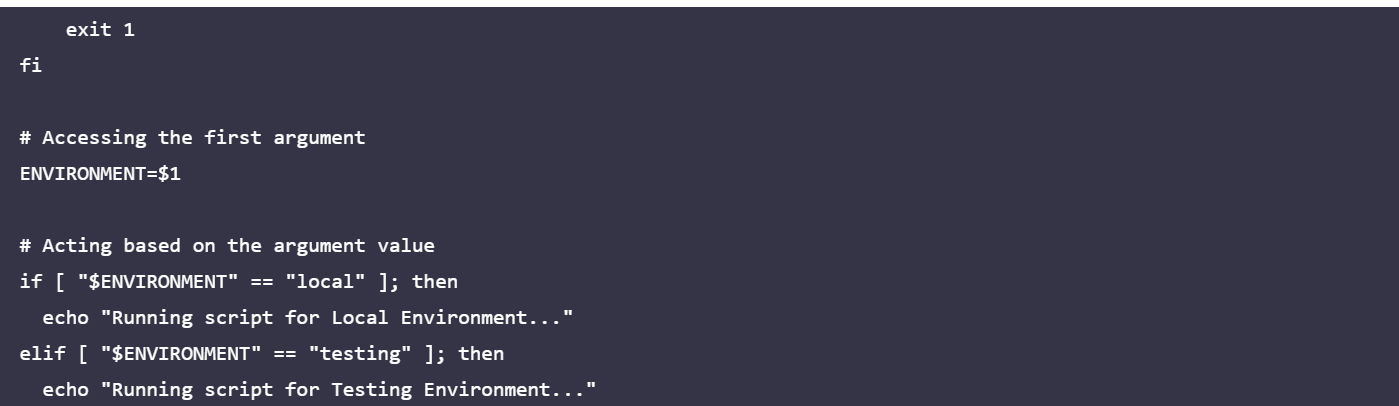 exit 1
fi

# Accessing the first argument
ENVIRONMENT=$1

# Acting based on the argument value
if [ "$ENVIRONMENT" == "local" ]; then
  echo "Running script for Local Environment..."
elif [ "$ENVIRONMENT" == "testing" ]; then
  echo "Running script for Testing Environment..."